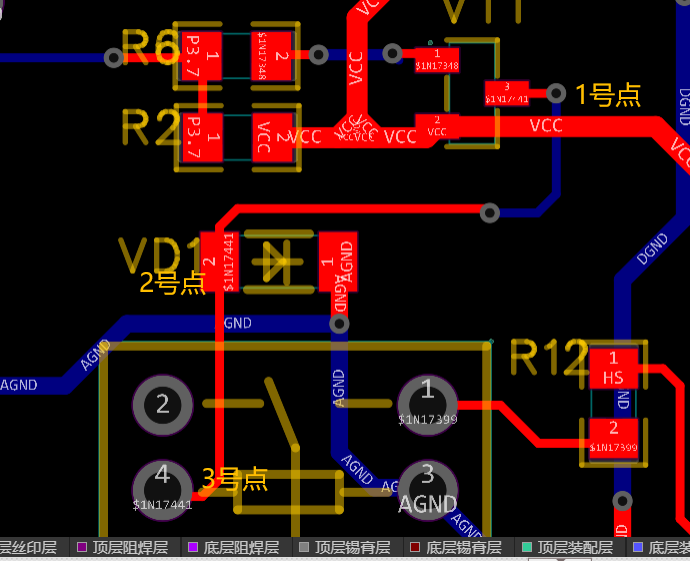 VCC
R6
P3.7
1
2
$1N17348
1
$1N17348
3
$1N17441
1号点
VCC
R2
P3.7
1
VCC
2
VCC
VCC
2
VCC
VCC
VCC
DGND
DGND
VD1
2
$1N17441
1
AGND
AGND
2号点
GND
AGND
AGND
AGND
R12
1
HS
ND
2
$1N17399
2
1
$1N17399
4
$1N17441
3号点
AGND
3
AGND
AGND
层丝印层
顶层阻焊层
底层阻焊层
顶层锡膏层
底层锡膏层
顶层装配层
底层装